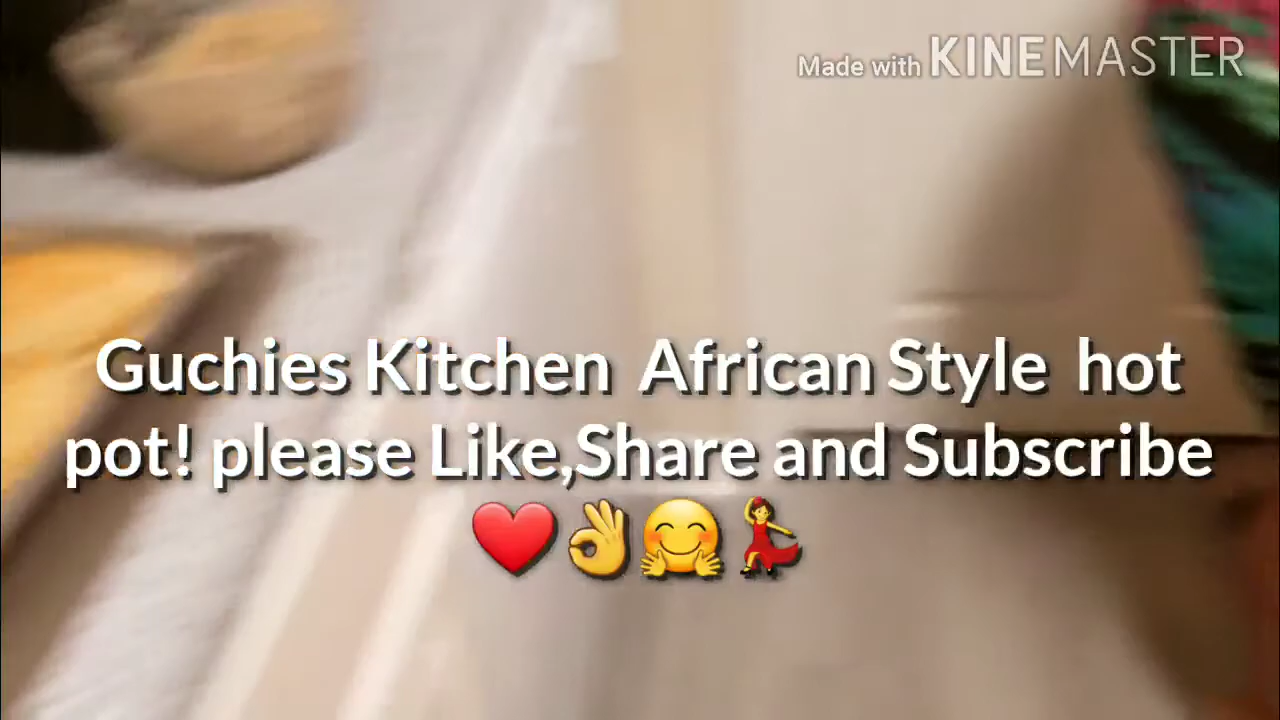 Made with KINEMASTER
Guchies Kitchen African Style hot
pot! please Like,Share and Subscribe
❤️👌🤗💃